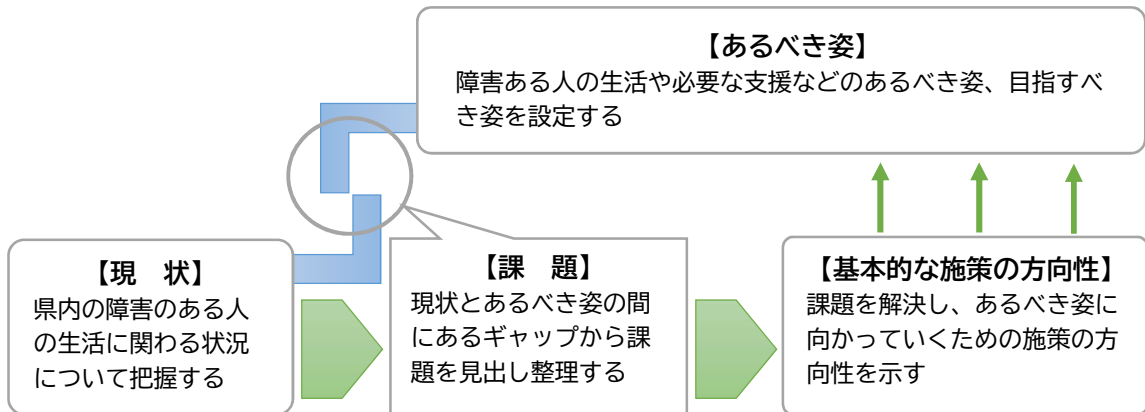 【あるべき姿】
障害ある人の生活や必要な支援などのあるべき姿、目指すべ
き姿を設定する
【現　状】
県内の障害のある人
の生活に関わる状況
について把握する
【課　題】
現状とあるべき姿の間
にあるギャップから課
題を見出し整理する
【基本的な施策の方向性】
課題を解決し、あるべき姿に
向かっていくための施策の方
向性を示す